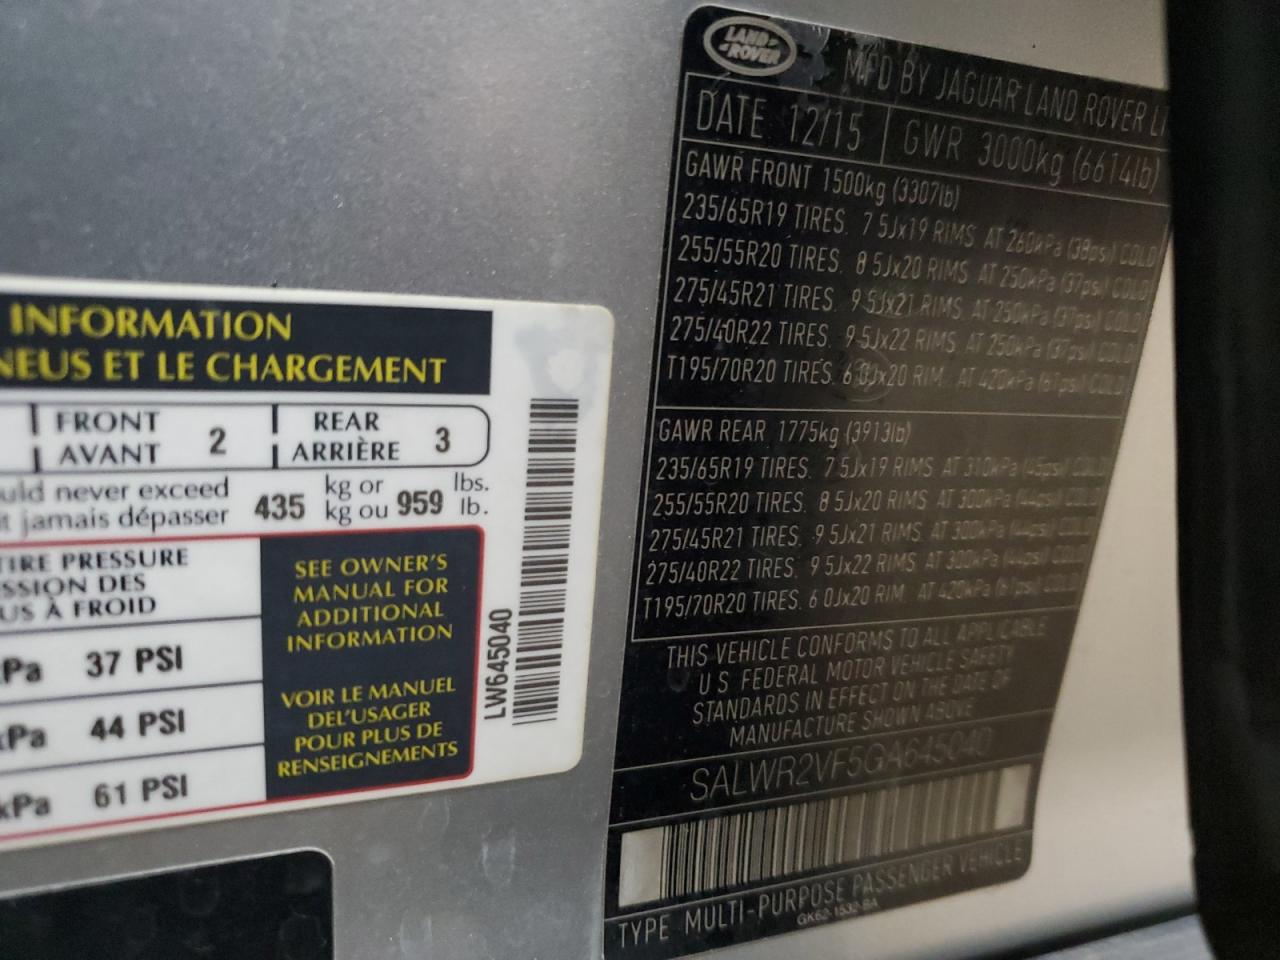 INFORMATION
NEUS ET LE CHARGEMENT
FRONT
AVANT 2
REAR
ARRIÈRE 3
uld never exceed
it jamais dépasser
435 kg or
kg ou 959 lbs.
lb.
TIRE PRESSURE
SSION DES
US À FROID
kPa 37 PSI
kPa 44 PSI
kPa 61 PSI
SEE OWNER'S
MANUAL FOR
ADDITIONAL
INFORMATION
VOIR LE MANUEL
DEL'USAGER
POUR PLUS DE
RENSEIGNEMENTS
LW645040
LAND
ROVER
MFD BY JAGUAR LAND ROVER LT
DATE 12/15
GWR 3000kg (6614lb)
GAWR FRONT 1500kg (3307lb)
235/65R19 TIRES. 7 5Jx19 RIMS AT 260kPa (38psi) COLD
255/55R20 TIRES. 8 5Jx20 RIMS AT 250kPa (37psi) COLD
275/45R21 TIRES. 9 5Jx21 RIMS AT 250kPa (37psi) COLD
275/40R22 TIRES. 9 5Jx22 RIMS AT 250kPa (37psi) COLD
T195/70R20 TIRES. 6 0Jx20 RIM AT 420kPa (61psi) COLD
GAWR REAR 1775kg (3913lb)
235/65R19 TIRES. 7 5Jx19 RIMS AT 310kPa (45psi) COLD
255/55R20 TIRES. 8 5Jx20 RIMS AT 300kPa (44psi) COLD
275/45R21 TIRES. 9 5Jx21 RIMS AT 300kPa (44psi) COLD
275/40R22 TIRES. 9 5Jx22 RIMS AT 300kPa (44psi) COLD
T195/70R20 TIRES. 6 0Jx20 RIM AT 420kPa (61psi) COLD
THIS VEHICLE CONFORMS TO ALL APPLICABLE
U S FEDERAL MOTOR VEHICLE SAFETY
STANDARDS IN EFFECT ON THE DATE OF
MANUFACTURE SHOWN ABOVE
SALWR2VF5GA645040
TYPE MULTI-PURPOSE PASSENGER VEHICLE
GK62-1532-BA